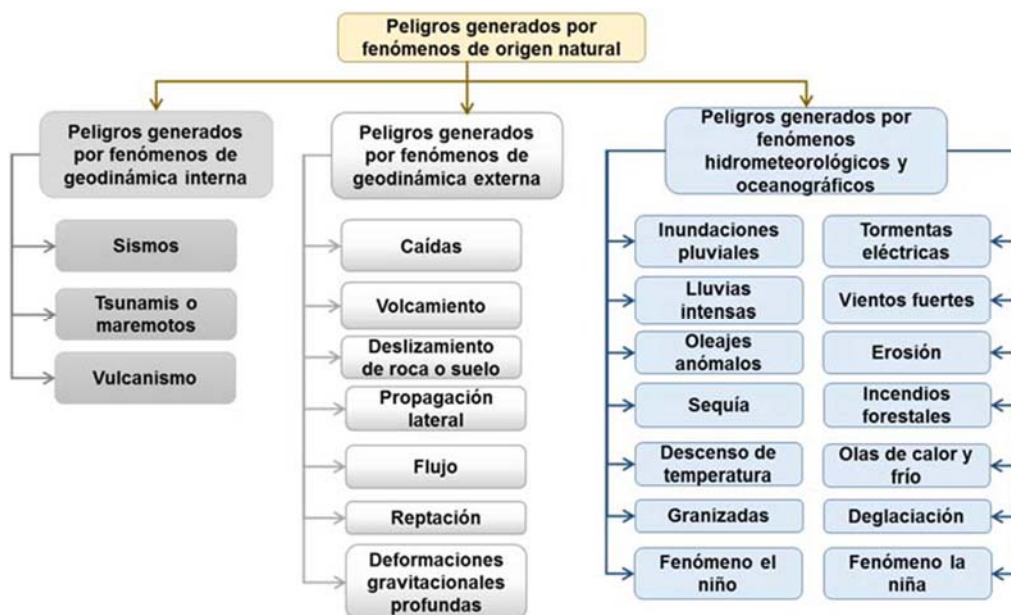 Peligros generados por
fenómenos de origen natural
Peligros generados
por fenómenos de
geodinámica interna
Sismos
Tsunamis o
maremotos
Vulcanismo
Peligros generados
por fenómenos de
geodinámica externa
Caídas
Volcamiento
Deslizamiento
de roca o suelo
Propagación
lateral
Flujo
Reptación
Deformaciones
gravitacionales
profundas
Peligros generados por
fenómenos
hidrometeorológicos y
oceanográficos
Inundaciones
pluviales
Lluvias
intensas
Oleajes
anómalos
Sequía
Descenso de
temperatura
Granizadas
Fenómeno el
niño
Tormentas
eléctricas
Vientos fuertes
Erosión
Incendios
forestales
Olas de calor y
frío
Deglaciación
Fenómeno la
niña